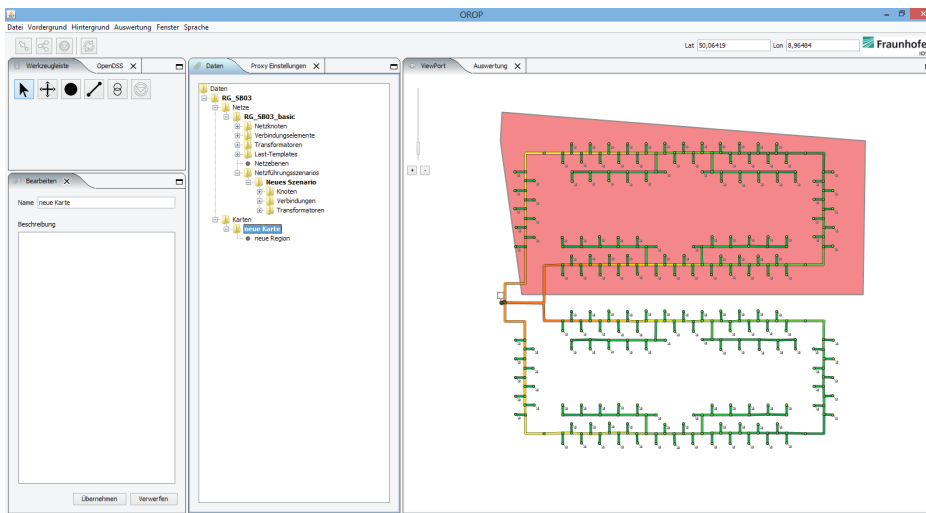 OROP
Datei Vordergrund Hintergrund Auswertung Fenster Sprache
Lat 50,06419 Lon 8,96484 Fraunhofer
Werkzeugleiste OpenDSS X
Daten Proxy Einstellungen X
ViewPort Auswertung X
Daten
RG_SB03
Netze
RG_SB03_basic
Netzknoten
Verbindungselemente
Transformatoren
Last-Templates
Netzebenen
Netzführungsszenarios
Neues Szenario
Knoten
Verbindungen
Transformatoren
Karten
neue Karte
neue Region
+ -
Bearbeiten X
Name neue Karte
Beschreibung
Übernehmen Verwerfen